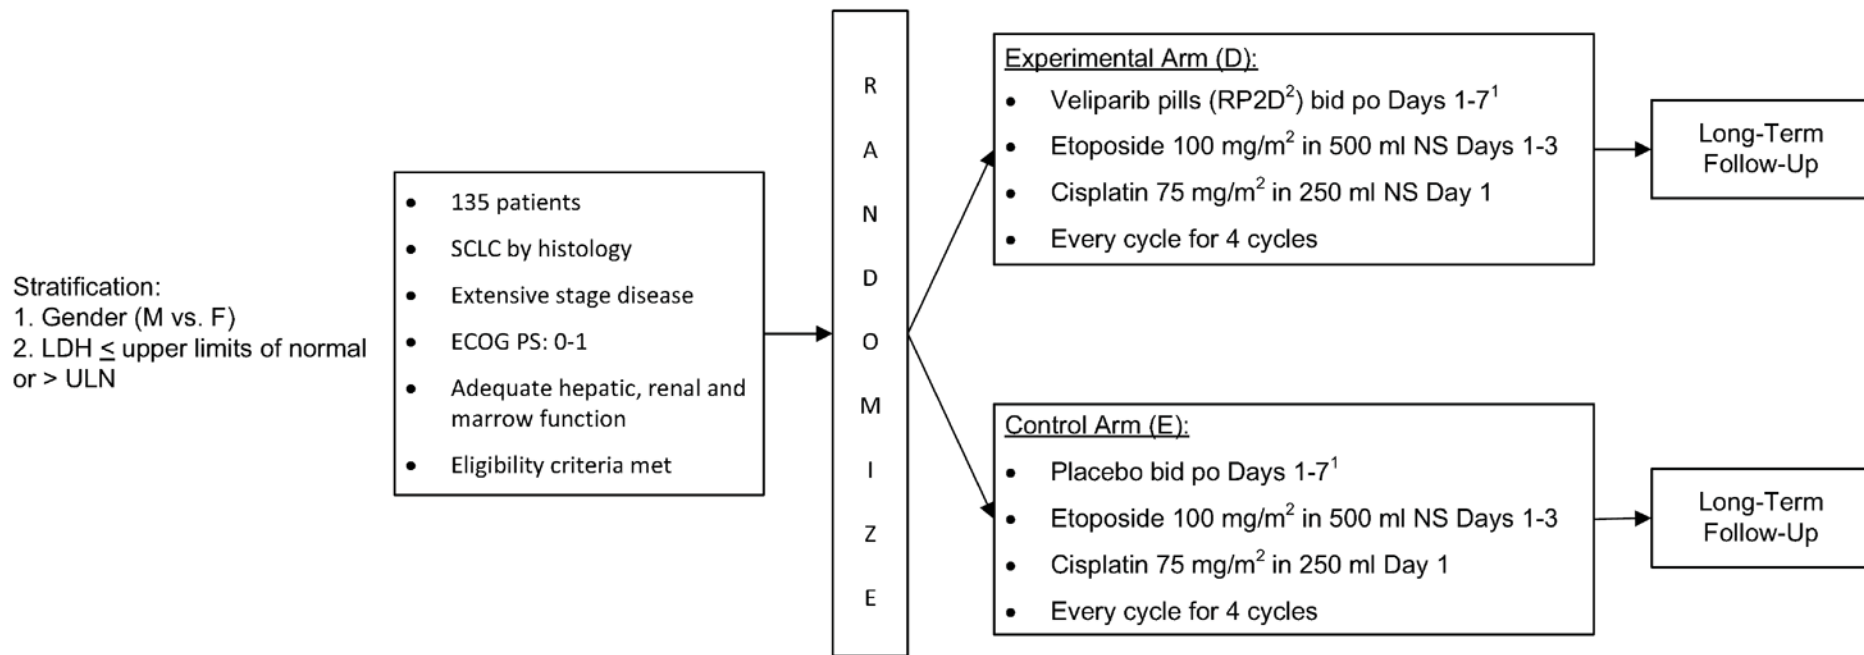 Stratification:
1. Gender (M vs. F)
2. LDH ≤ upper limits of normal
or > ULN
• 135 patients
• SCLC by histology
• Extensive stage disease
• ECOG PS: 0-1
• Adequate hepatic, renal and
marrow function
• Eligibility criteria met
R
A
N
D
O
M
I
Z
E
Experimental Arm (D):
• Veliparib pills (RP2D²) bid po Days 1-7¹
• Etoposide 100 mg/m² in 500 ml NS Days 1-3
• Cisplatin 75 mg/m² in 250 ml NS Day 1
• Every cycle for 4 cycles
Long-Term
Follow-Up
Control Arm (E):
• Placebo bid po Days 1-7¹
• Etoposide 100 mg/m² in 500 ml NS Days 1-3
• Cisplatin 75 mg/m² in 250 ml Day 1
• Every cycle for 4 cycles
Long-Term
Follow-Up